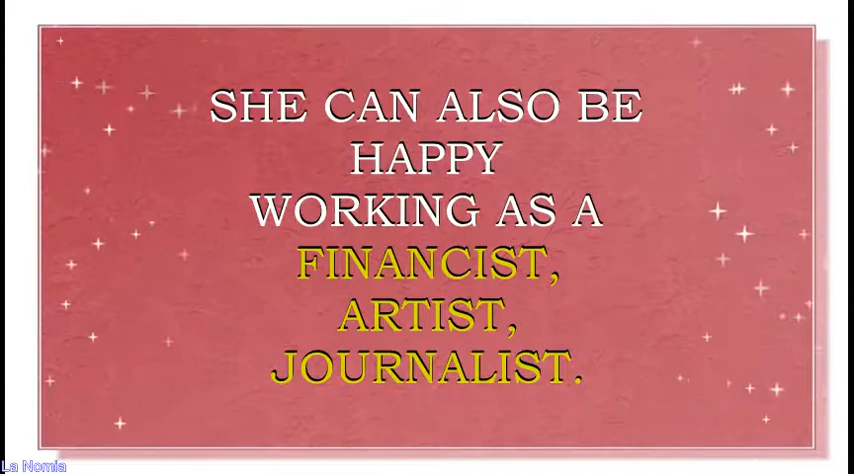 SHE CAN ALSO BE
HAPPY
WORKING AS A
FINANCIST,
ARTIST,
JOURNALIST.
La Nomia